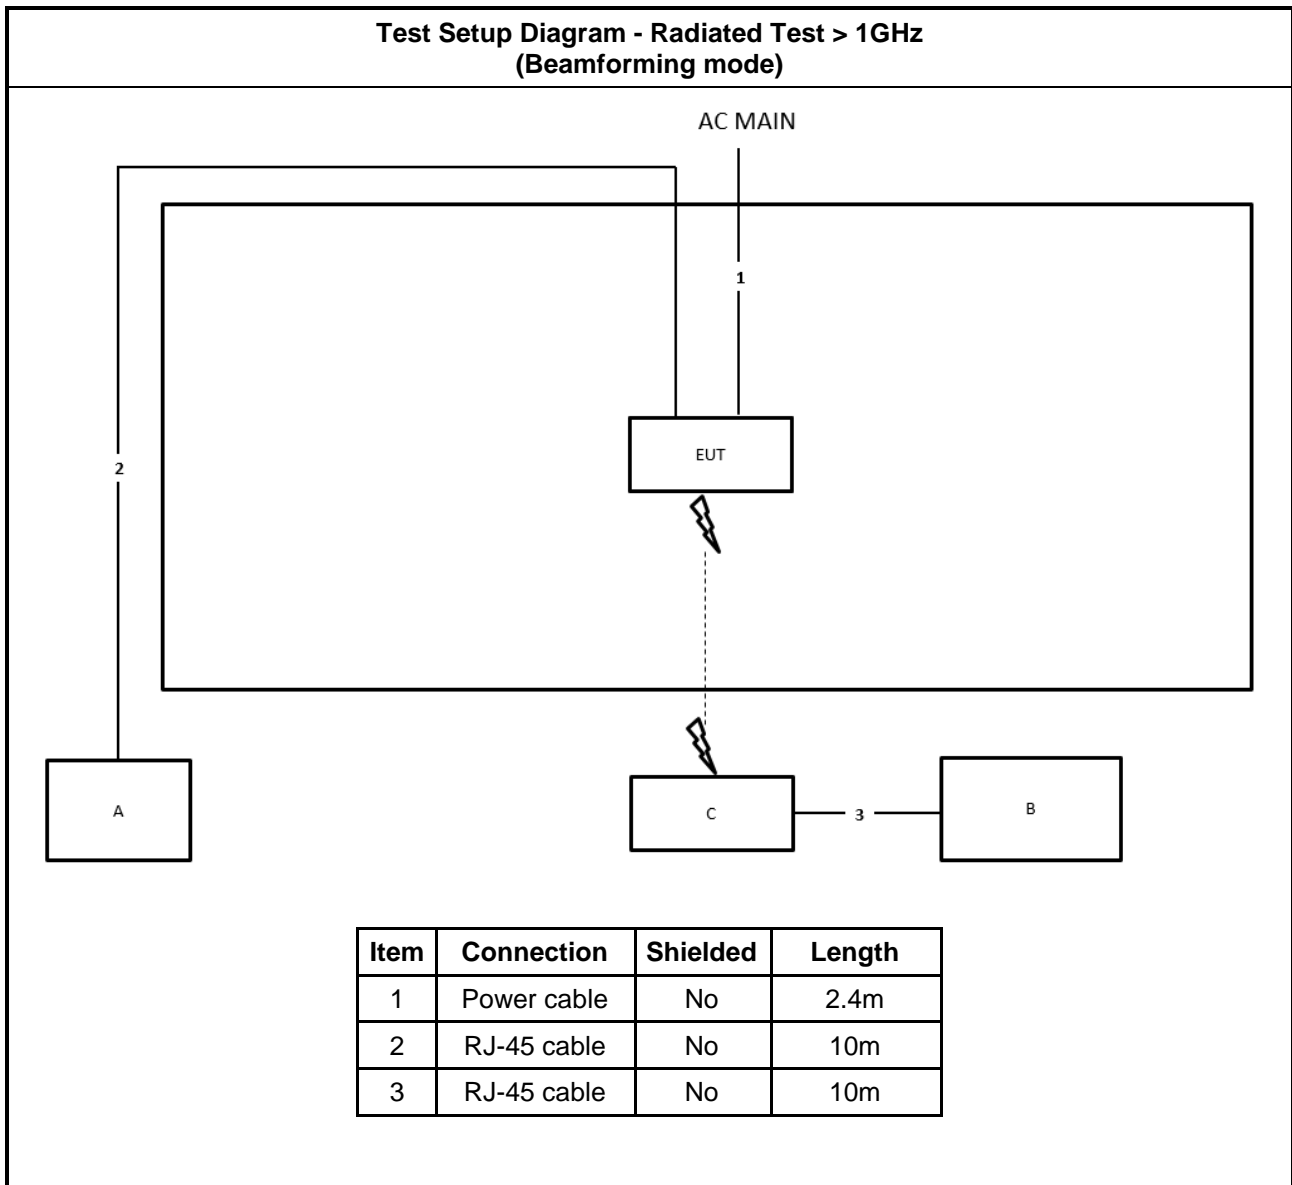 Test Setup Diagram - Radiated Test > 1GHz
(Beamforming mode)
AC MAIN
1
2
EUT
A
C
3
B
Item Connection Shielded Length
1 Power cable No 2.4m
2 RJ-45 cable No 10m
3 RJ-45 cable No 10m